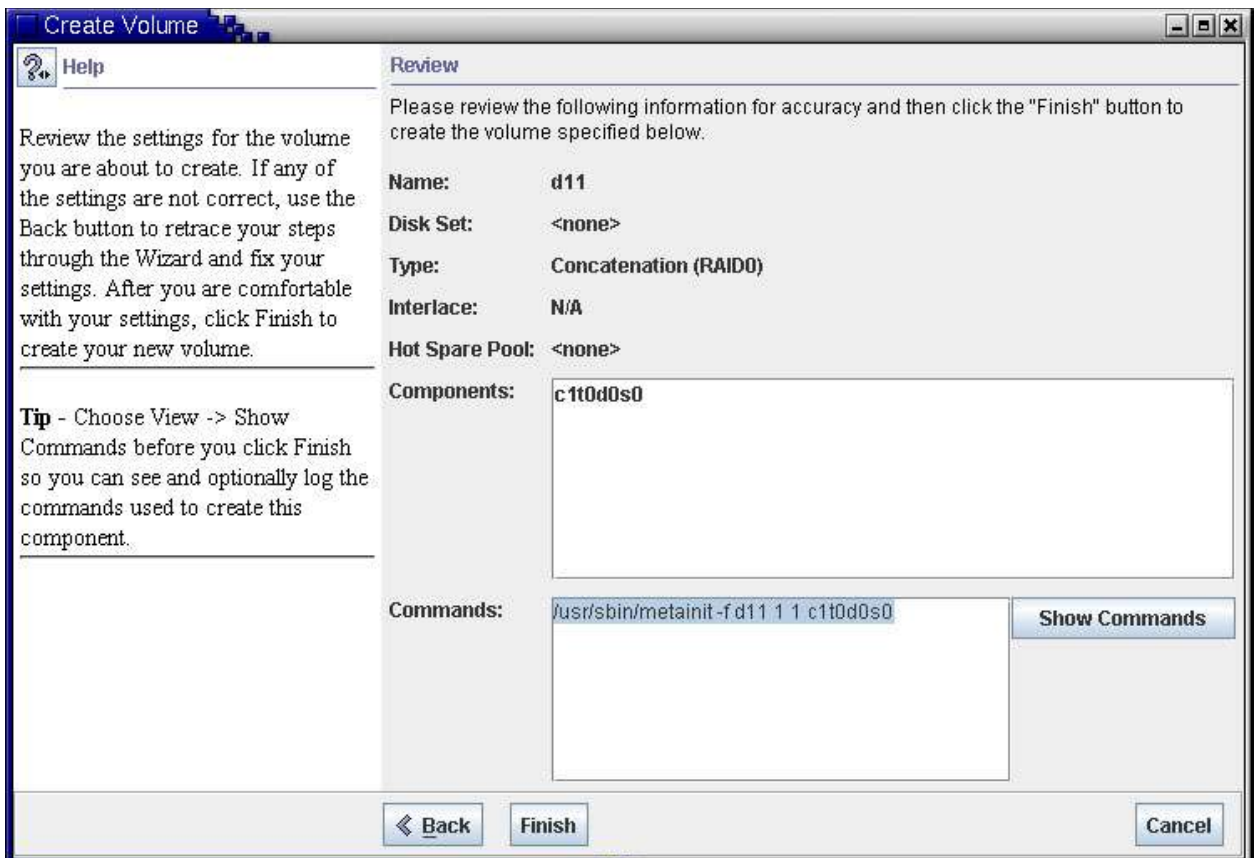 Create Volume
Help
Review the settings for the volume
you are about to create. If any of
the settings are not correct, use the
Back button to retrace your steps
through the Wizard and fix your
settings. After you are comfortable
with your settings, click Finish to
create your new volume.
Tip - Choose View -> Show
Commands before you click Finish
so you can see and optionally log the
commands used to create this
component.
Review
Please review the following information for accuracy and then click the "Finish" button to
create the volume specified below.
Name: d11
Disk Set: <none>
Type: Concatenation (RAID0)
Interlace: N/A
Hot Spare Pool: <none>
Components: c1t0d0s0
Commands: /usr/sbin/metainit -f d11 1 1 c1t0d0s0
Show Commands
Back Finish Cancel